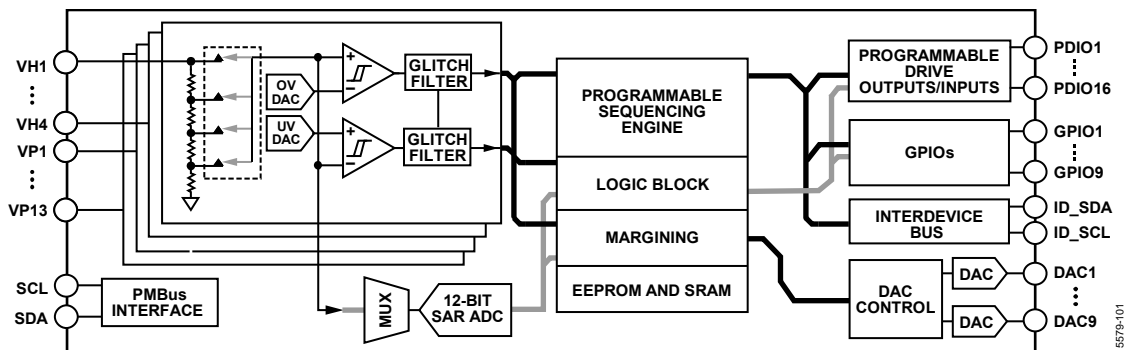 VH1
VH4
VP1
VP13
SCL
SDA
PMBus
INTERFACE
OV
DAC
UV
DAC
+
−
+
−
GLITCH
FILTER
GLITCH
FILTER
MUX
12-BIT
SAR ADC
PROGRAMMABLE
SEQUENCING
ENGINE
LOGIC BLOCK
MARGINING
EEPROM AND SRAM
PROGRAMMABLE
DRIVE
OUTPUTS/INPUTS
GPIOs
INTERDEVICE
BUS
DAC
CONTROL
DAC
DAC
PDIO1
PDIO16
GPIO1
GPIO9
ID_SDA
ID_SCL
DAC1
DAC9
5579-101